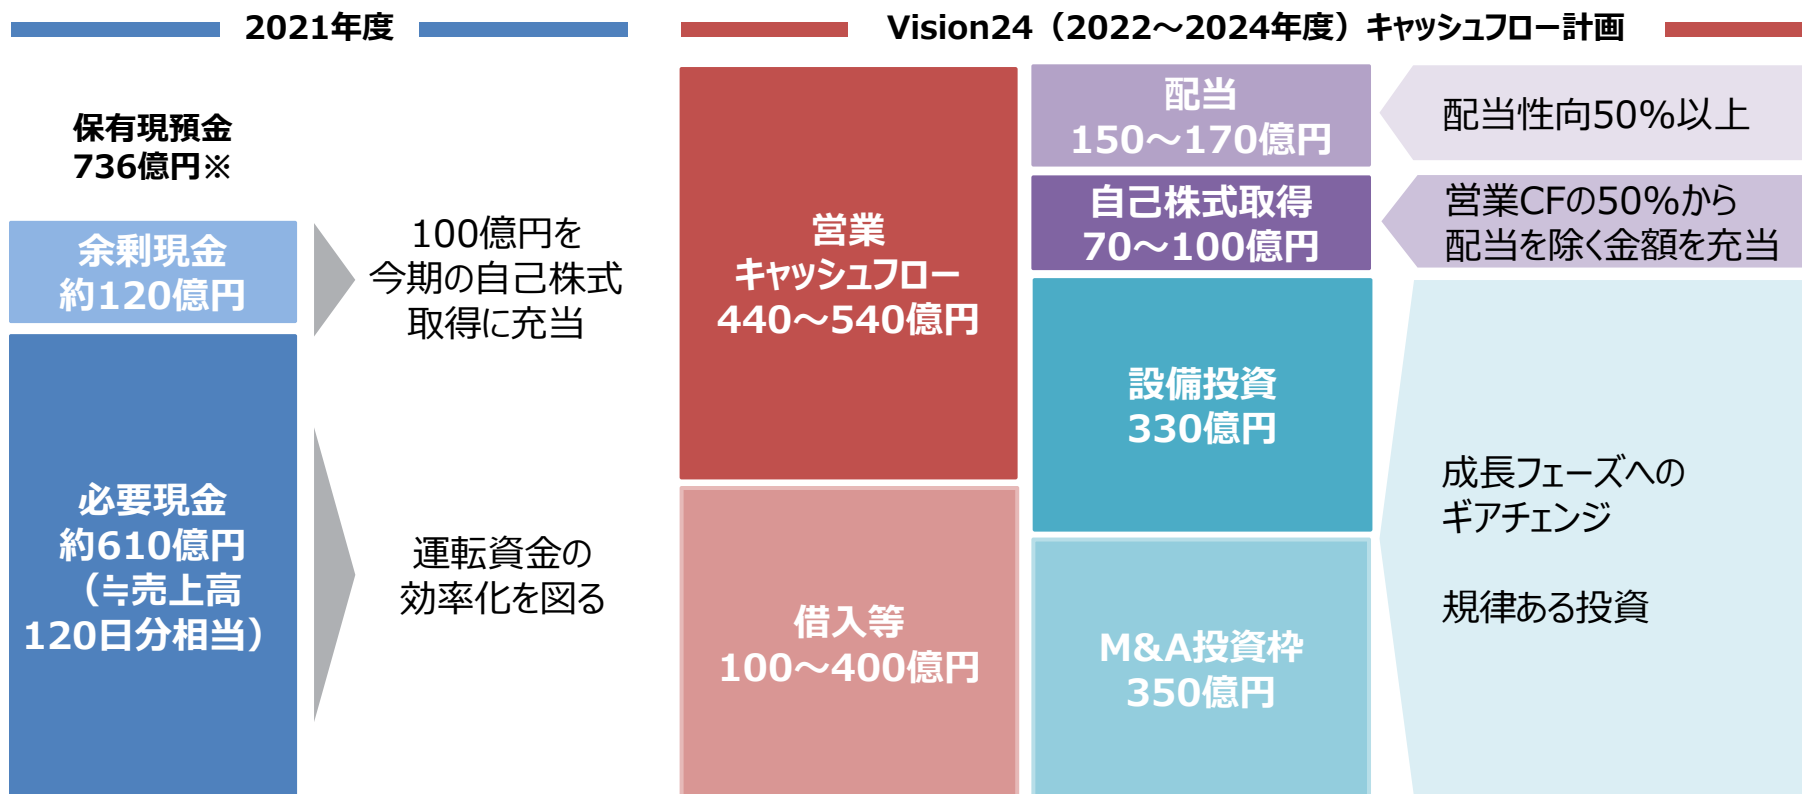 2021年度
保有現預金
736億円※
余剰現金
約120億円
100億円を
今期の自己株式
取得に充当
必要現金
約610億円
（≒売上高
120日分相当）
運転資金の
効率化を図る
Vision24（2022～2024年度）キャッシュフロー計画
営業
キャッシュフロー
440～540億円
借入等
100～400億円
配当
150～170億円
自己株式取得
70～100億円
設備投資
330億円
M&A投資枠
350億円
配当性向50%以上
営業CFの50%から
配当を除く金額を充当
成長フェーズへの
ギアチェンジ
規律ある投資